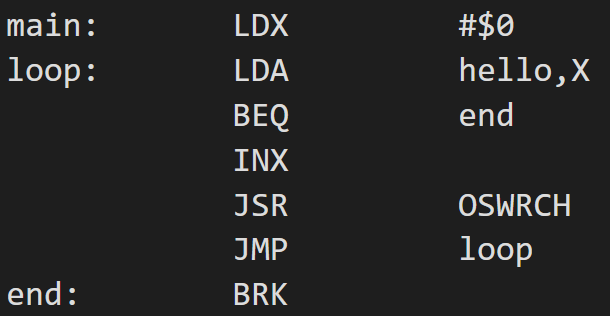 main: LDX #$0
loop: LDA hello,X
BEQ end
INX
JSR OSWRCH
JMP loop
end: BRK